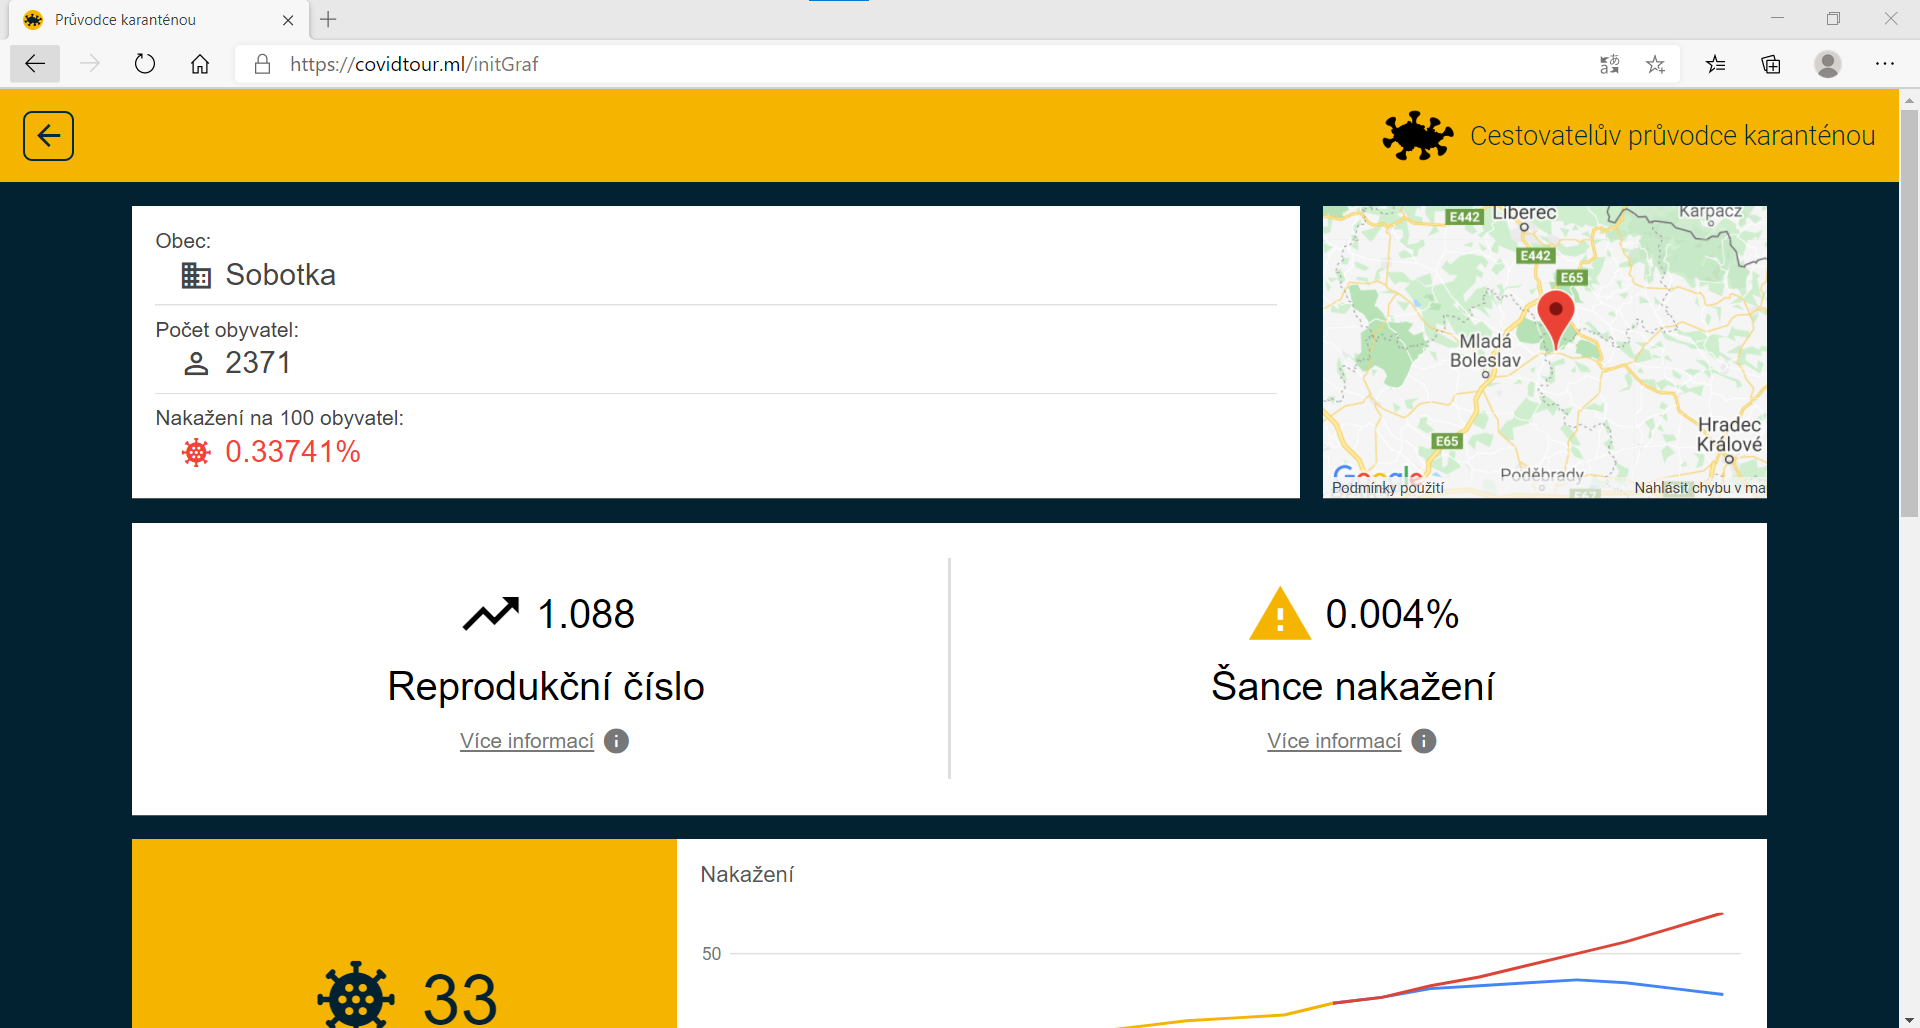 Průvodce karanténou
https://covidtour.ml/initGraf
Cestovatelův průvodce karanténou
Obec:
Sobotka
Počet obyvatel:
2371
Nakažení na 100 obyvatel:
0.33741%
E442
Liberec
Karpacz
E442
E65
Mladá
Boleslav
Hradec
Králové
E65
Poděbrady
Google
E67
Podmínky použití
Nahlásit chybu v ma
1.088
Reprodukční číslo
Více informací
0.004%
Šance nakažení
Více informací
33
Nakažení
50